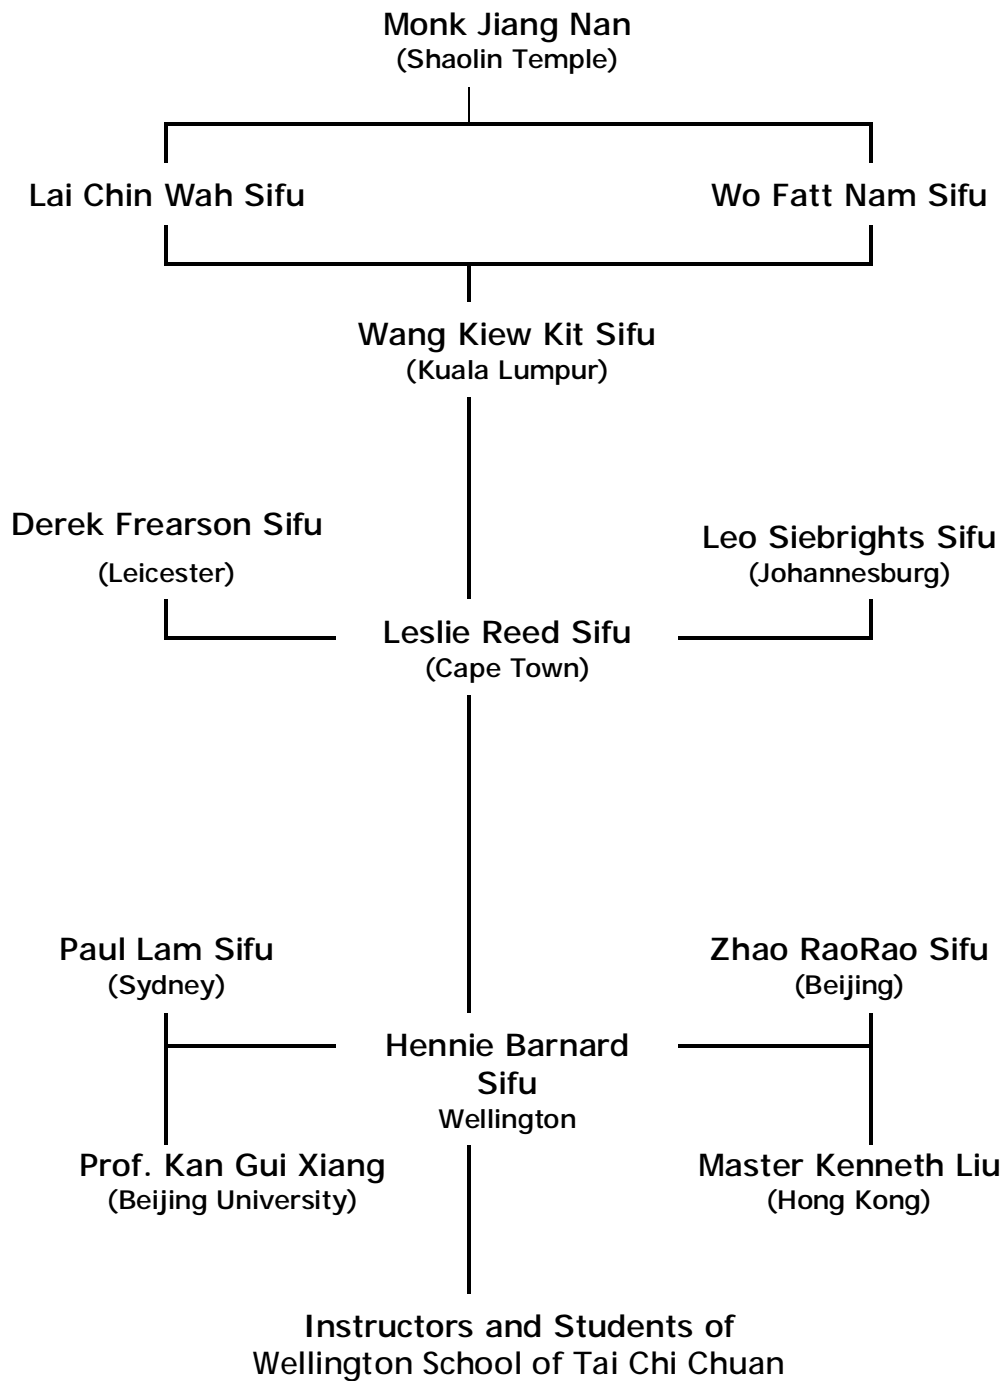 Monk Jiang Nan
(Shaolin Temple)
Lai Chin Wah Sifu
Wo Fatt Nam Sifu
Wang Kiew Kit Sifu
(Kuala Lumpur)
Derek Frearson Sifu
(Leicester)
Leo Siebrights Sifu
(Johannesburg)
Leslie Reed Sifu
(Cape Town)
Paul Lam Sifu
(Sydney)
Zhao RaoRao Sifu
(Beijing)
Hennie Barnard
Sifu
Wellington
Prof. Kan Gui Xiang
(Beijing University)
Master Kenneth Liu
(Hong Kong)
Instructors and Students of
Wellington School of Tai Chi Chuan